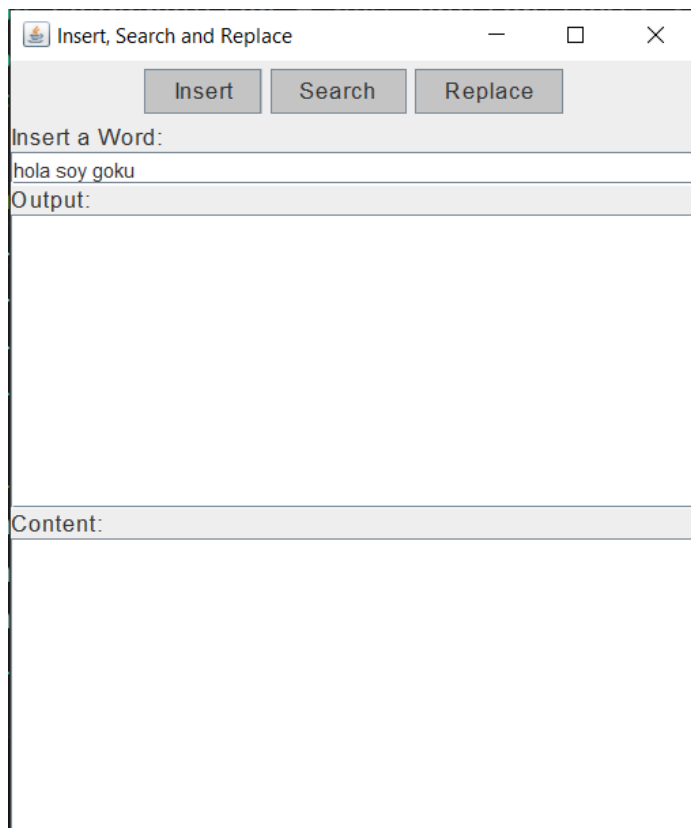 Insert, Search and Replace
Insert Search Replace
Insert a Word:
hola soy goku
Output:
Content: